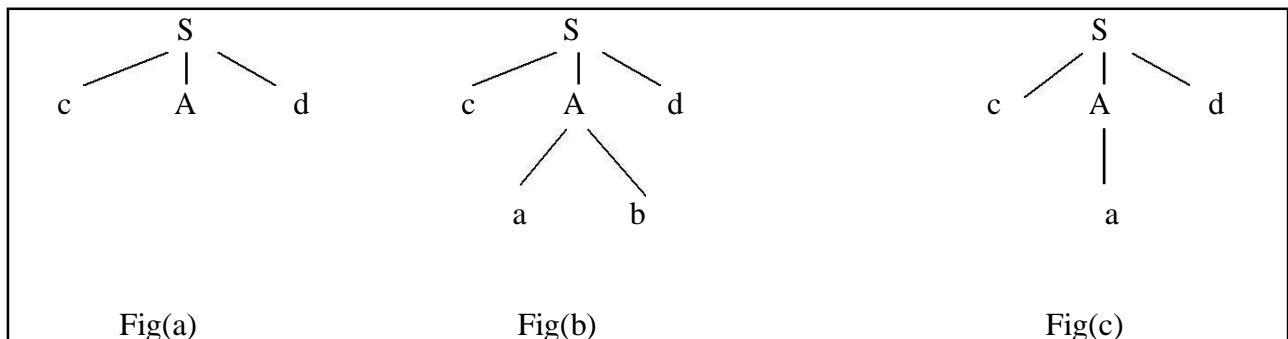 S S S
c A d c A d c A d
a b a
Fig(a) Fig(b) Fig(c)